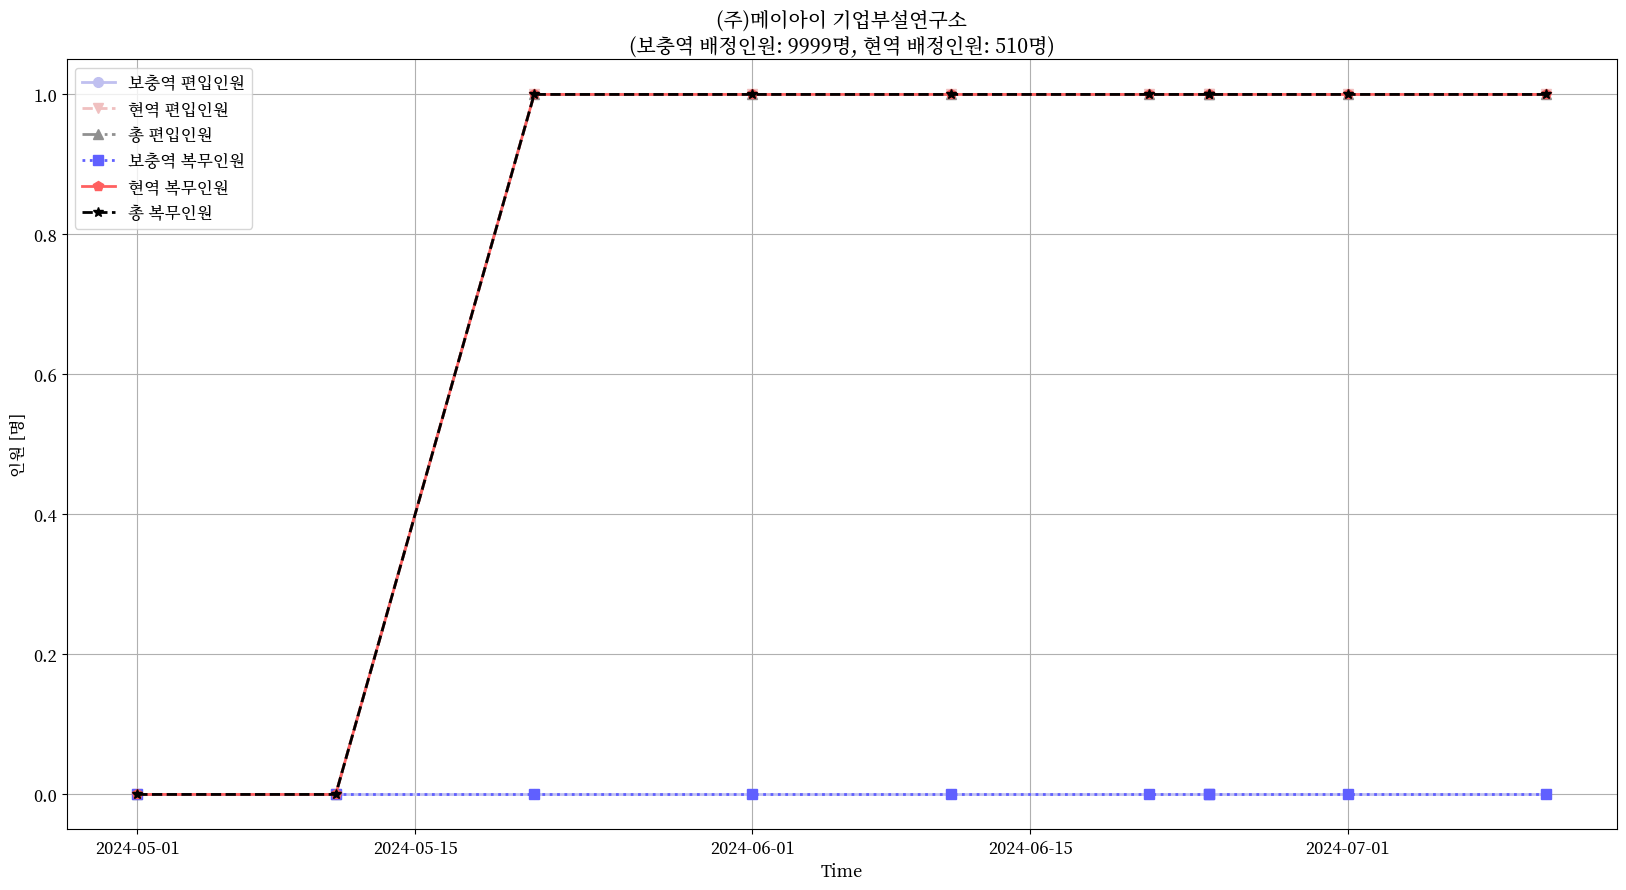 (주)메이아이 기업부설연구소
(보충역 배정인원: 9999명, 현역 배정인원: 510명)
보충역 편입인원
현역 편입인원
총 편입인원
보충역 복무인원
현역 복무인원
총 복무인원
1.0
0.8
0.6
0.4
0.2
0.0
인원 [명]
2024-05-01
2024-05-15
2024-06-01
2024-06-15
2024-07-01
Time